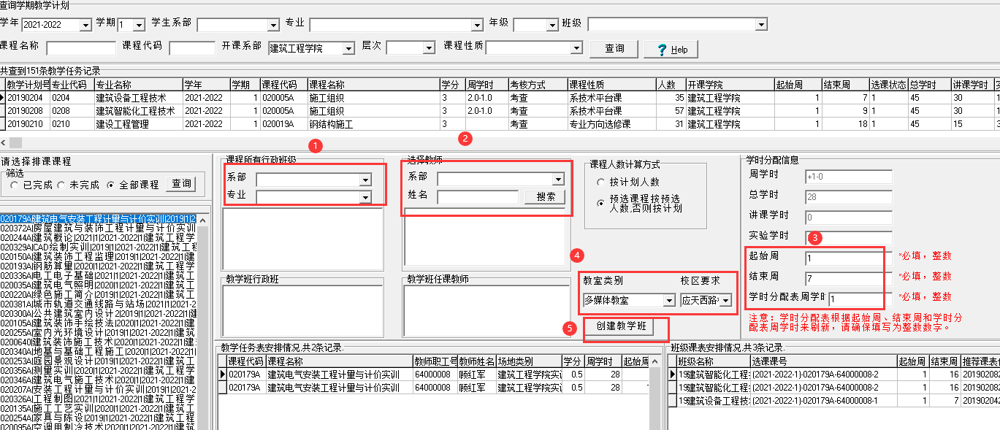 查询学期教学计划
学年 2021-2022 学期 1 学生系部 专业 年级 班级
课程名称 课程代码 开课系部 建筑工程学院 层次 课程性质 查询 Help
共查到151条教学任务记录
教学计划号 专业代码 专业名称 学年 学期 课程代码 课程名称 学分 周学时 考核方式 课程性质 人数 开课学院 起始周 结束周 选课状态 总学时 讲课学时
20190204 0204 建筑设备工程技术 2021-2022 1 020005A 施工组织 3 2.0-1.0 考查 系技术平台课 35 建筑工程学院 1 7 1 45 30
20190208 0208 建筑智能化工程技术 2021-2022 1 020005A 施工组织 3 2.0-1.0 考查 系技术平台课 57 建筑工程学院 1 9 1 45 30
20190210 0210 建设工程管理 2021-2022 1 020019A 钢结构施工 3 考查 专业方向选修课 31 建筑工程学院 1 18 1 45 15
1
2
请选择排课课程
筛选
已完成 未完成 全部课程 查询
020179A|建筑电气安装工程计量与计价实训|2019|1|2
020372A|房屋建筑与装饰工程计量与计价实训
020244A|建筑概论|2021|1|2021-2022|1|建筑工程学
020329A|CAD绘制实训|2019|1|2021-2022|1|建筑工程
020150A|建筑装饰工程监理|2019|1|2021-2022|1|建
020193A|钢筋算量|2020|1|2021-2022|1|建筑工程学
020336A|电工电子基础|2021|1|2021-2022|1|建筑工
020035A|建筑电气照明|2020|1|2021-2022|1|建筑工
020220A|绿色施工简介|2019|1|2021-2022|1|建筑工
020381A|城市轨道交通线路与站场|2021|1|2021-2
020300A|公共建筑室内设计2|2019|1|2021-2022|1|
020105A|建筑装饰手绘技法|2020|1|2021-2022|1|建
020255A|室内光环境设计|2019|1|2021-2022|1|建筑
020064D|建筑装饰施工技术|2020|1|2021-2022|1|建
020340A|地基与基础工程施工|2020|1|2021-2022|1|
020253A|庭园景观设计|2019|1|2021-2022|1|建筑工
020356A|测量实训|2020|1|2021-2022|1|建筑工程学
020346A|建筑电气施工技术|2020|1|2021-2022|1|建
020207A|安装工程计量与计价实训|2019|1|2021-2
020326A|工程制图|2021|1|2021-2022|1|建筑工程学
020135A|施工工艺实训|2020|1|2021-2022|1|建筑工
020254A|家具与陈设|2019|1|2021-2022|1|建筑工程
020095A|空调用制冷技术|2020|1|2021-2022|1|建筑
课程所有行政班级
系部
专业
教学班行政班
选择教师
系部
姓名 搜索
教学班任课教师
课程人数计算方式
按计划人数
预选课程按预选
人数,否则按计划
4
教室类别 校区要求
多媒体教室 应天西路
5
创建教学班
学时分配信息
周学时 +1-0
总学时 28
讲课学时 0
实验学时 3
起始周 1 *必填，整数
结束周 7 *必填，整数
学时分配表周学时 1 *必填，整数
注意：学时分配表根据起始周、结束周和学时分
配表周学时来刷新，请确保填写为整数数字。
教学任务表安排情况,共2条记录.
课程代码 课程名称 教师职工号 教师姓名 场地类别 学分 周学时 起始周
020179A 建筑电气安装工程计量与计价实训 64000008 顾红军 建筑工程学院实训 0.5 28
020179A 建筑电气安装工程计量与计价实训 64000008 顾红军 建筑工程学院实训 0.5 28
班级课表安排情况,共3条记录.
班级名称 选课课号 起始周 结束周 推荐课表
19建筑智能化工程 (2021-2022-1)-020179A-64000008-2 1 16 201902082
19建筑智能化工程 (2021-2022-1)-020179A-64000008-2 1 16 201902082
19建筑设备工程技 (2021-2022-1)-020179A-64000008-1 1 7 201902042